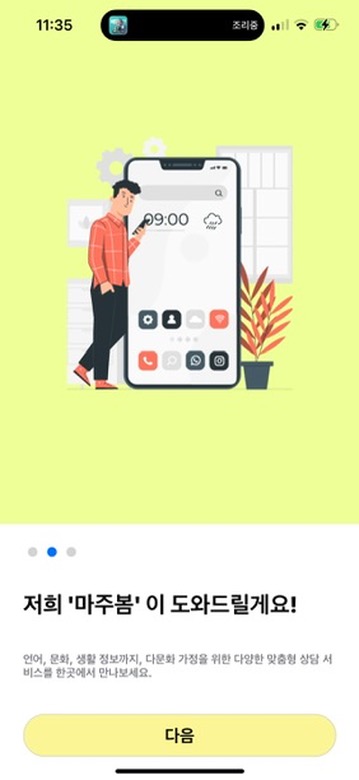 11:35
조리중
09:00
저희 '마주봄' 이 도와드릴게요!
언어, 문화, 생활 정보까지, 다문화 가정을 위한 다양한 맞춤형 상담 서
비스를 한곳에서 만나보세요.
다음